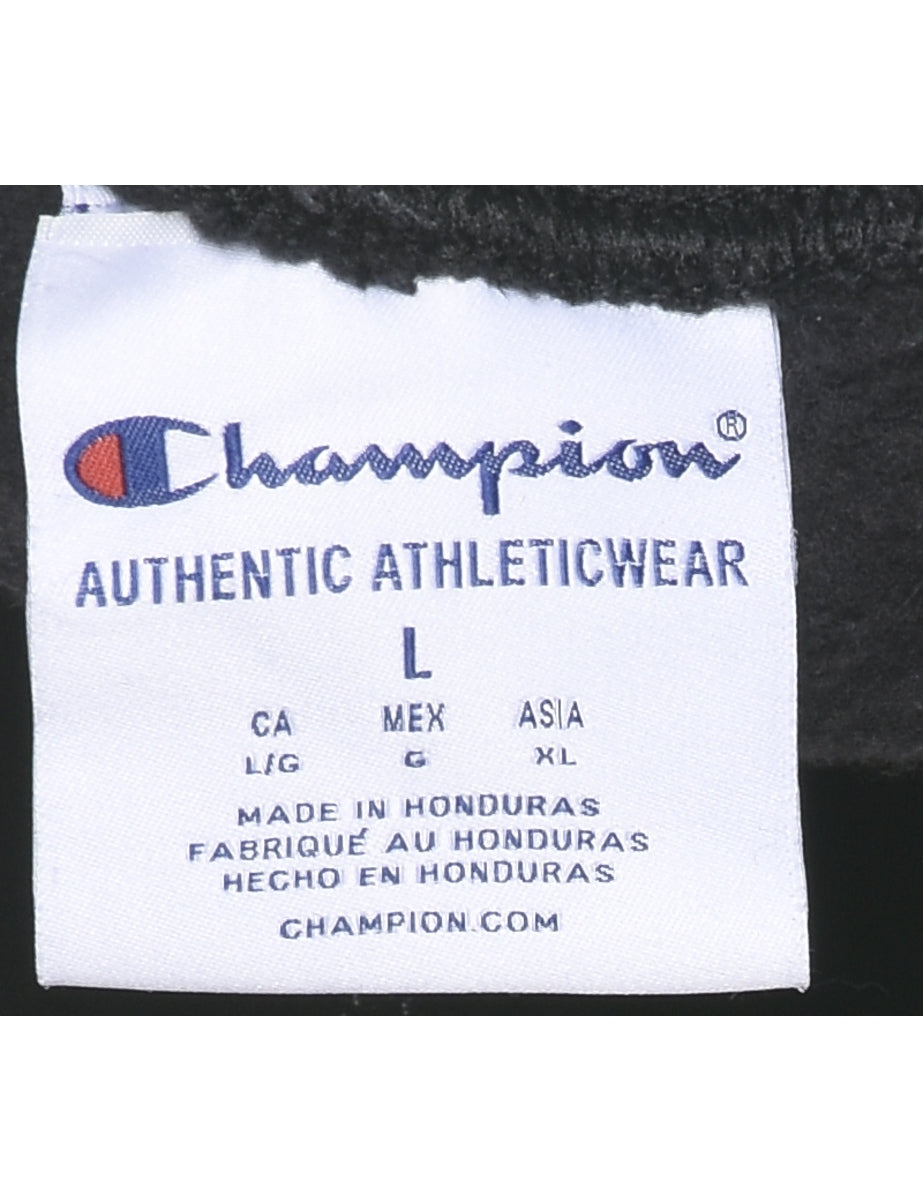 Champion®
AUTHENTIC ATHLETICWEAR
L
CA MEX ASIA
L/G G XL
MADE IN HONDURAS
FABRIQUÉ AU HONDURAS
HECHO EN HONDURAS
CHAMPION.COM